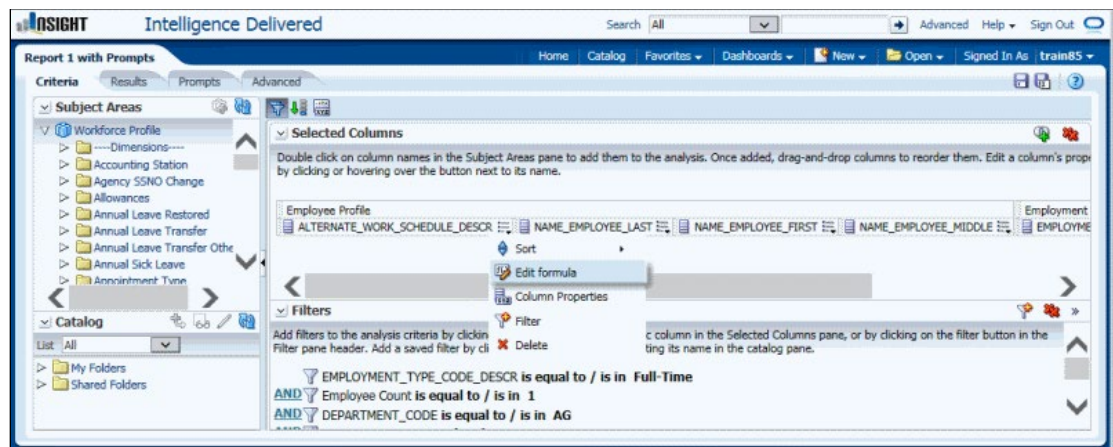 INSIGHT Intelligence Delivered Search All Advanced Help Sign Out
Report 1 with Prompts Home Catalog Favorites Dashboards New Open Signed In As train85
Criteria Results Prompts Advanced
Subject Areas
Workforce Profile
----Dimensions----
Accounting Station
Agency SSNO Change
Allowances
Annual Leave Restored
Annual Leave Transfer
Annual Leave Transfer Othe
Annual Sick Leave
Appointment Type
Catalog
List All
My Folders
Shared Folders
Selected Columns
Double click on column names in the Subject Areas pane to add them to the analysis. Once added, drag-and-drop columns to reorder them. Edit a column's prope
by clicking or hovering over the button next to its name.
Employee Profile Employment
ALTERNATE_WORK_SCHEDULE_DESCR NAME_EMPLOYEE_LAST NAME_EMPLOYEE_FIRST NAME_EMPLOYEE_MIDDLE EMPLOYME
Sort
Edit formula
Column Properties
Filter
Delete
Filters
Add filters to the analysis criteria by clickin c column in the Selected Columns pane, or by clicking on the filter button in the
Filter pane header. Add a saved filter by cli ting its name in the catalog pane.
EMPLOYMENT_TYPE_CODE_DESCR is equal to / is in Full-Time
AND Employee Count is equal to / is in 1
AND DEPARTMENT_CODE is equal to / is in AG